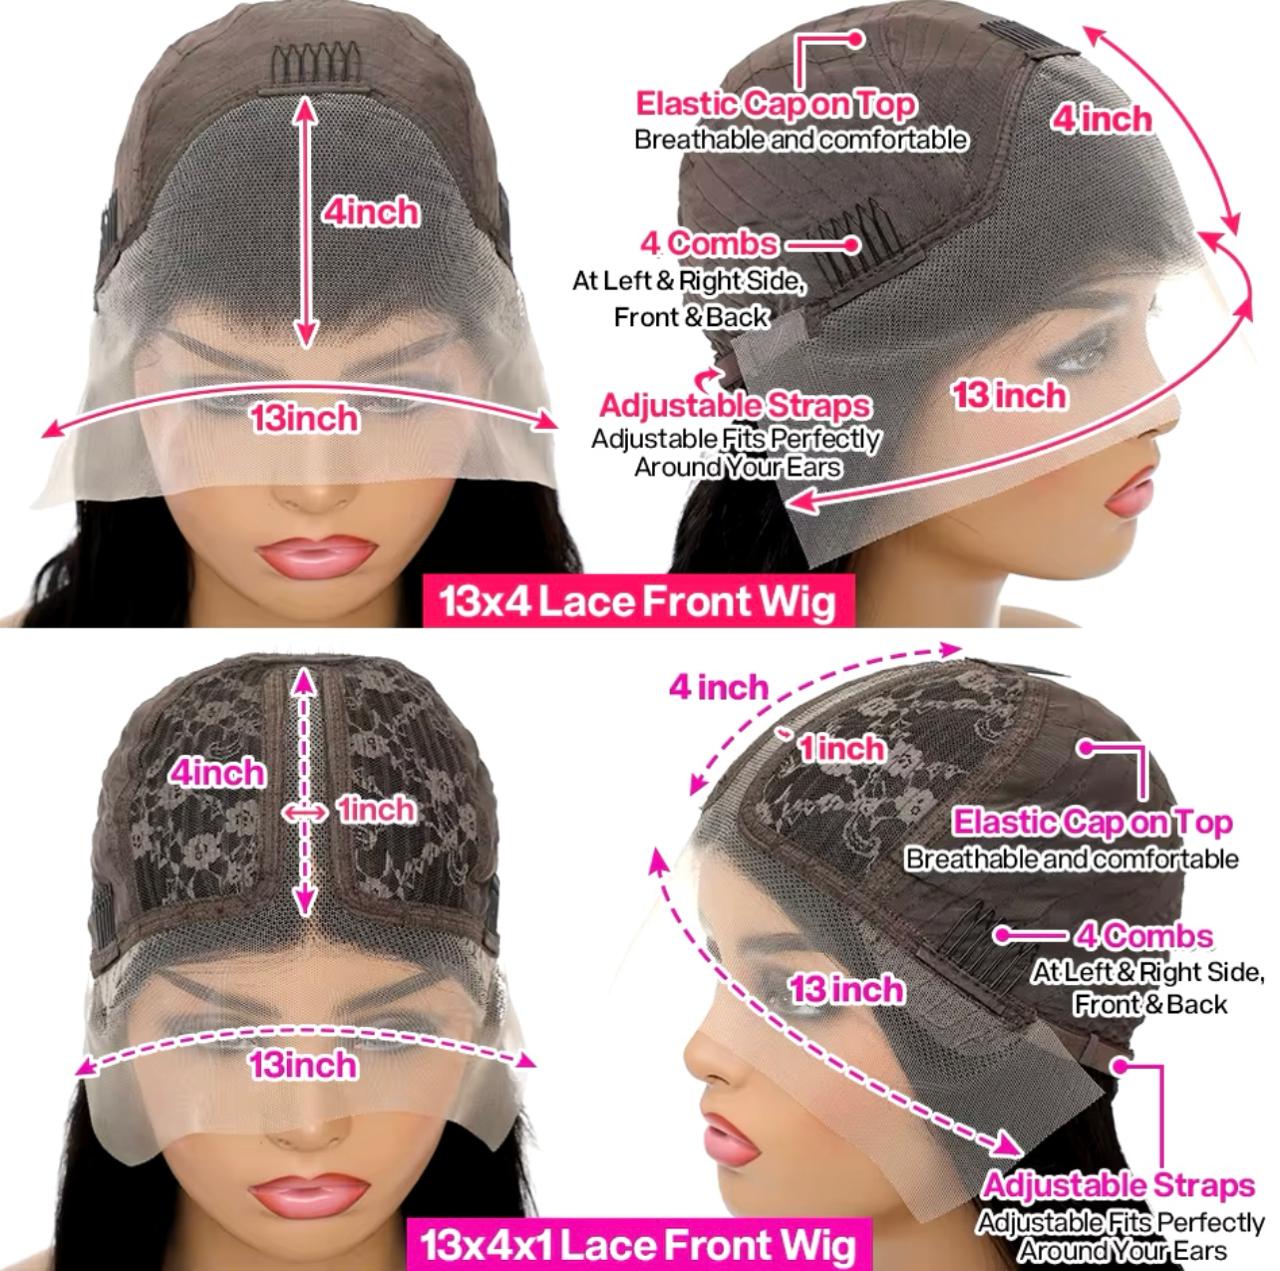 4inch
13inch
Elastic Cap on Top
Breathable and comfortable
4 inch
4 Combs
At Left & Right Side,
Front & Back
Adjustable Straps
Adjustable Fits Perfectly
Around Your Ears
13 inch
13x4 Lace Front Wig
4inch
1inch
13inch
4 inch
1inch
Elastic Cap on Top
Breathable and comfortable
4 Combs
At Left & Right Side,
Front & Back
13 inch
Adjustable Straps
Adjustable Fits Perfectly
Around Your Ears
13x4x1 Lace Front Wig